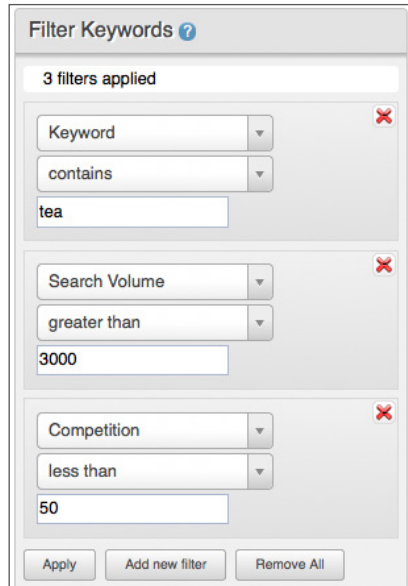 Filter Keywords ?
3 filters applied
Keyword
contains
tea
Search Volume
greater than
3000
Competition
less than
50
Apply Add new filter Remove All